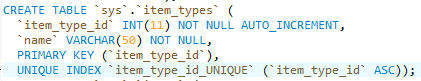 CREATE TABLE `sys`.`item_types` (
`item_type_id` INT(11) NOT NULL AUTO_INCREMENT,
`name` VARCHAR(50) NOT NULL,
PRIMARY KEY (`item_type_id`),
UNIQUE INDEX `item_type_id_UNIQUE` (`item_type_id` ASC));